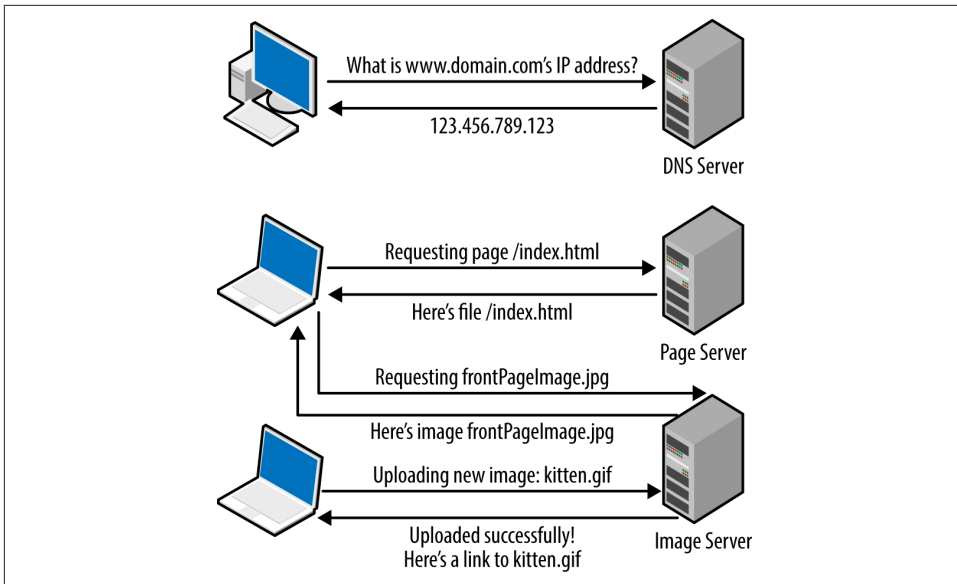 What is www.domain.com's IP address?
123.456.789.123
DNS Server
Requesting page /index.html
Here's file /index.html
Page Server
Requesting frontPageImage.jpg
Here's image frontPageImage.jpg
Uploading new image: kitten.gif
Uploaded successfully!
Here's a link to kitten.gif
Image Server